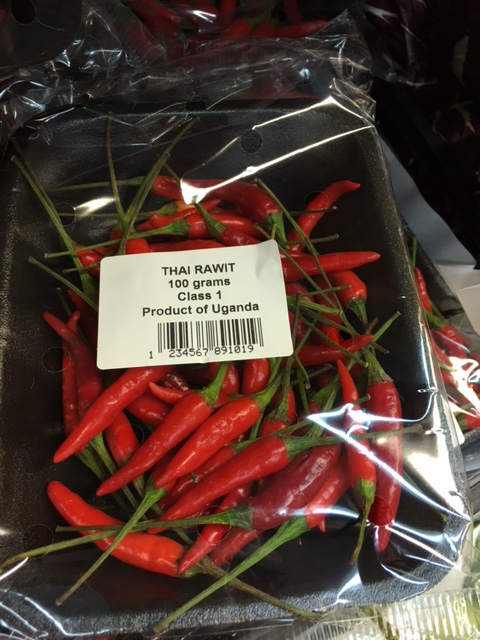 THAI RAWIT
100 grams
Class 1
Product of Uganda
1 234567 891019